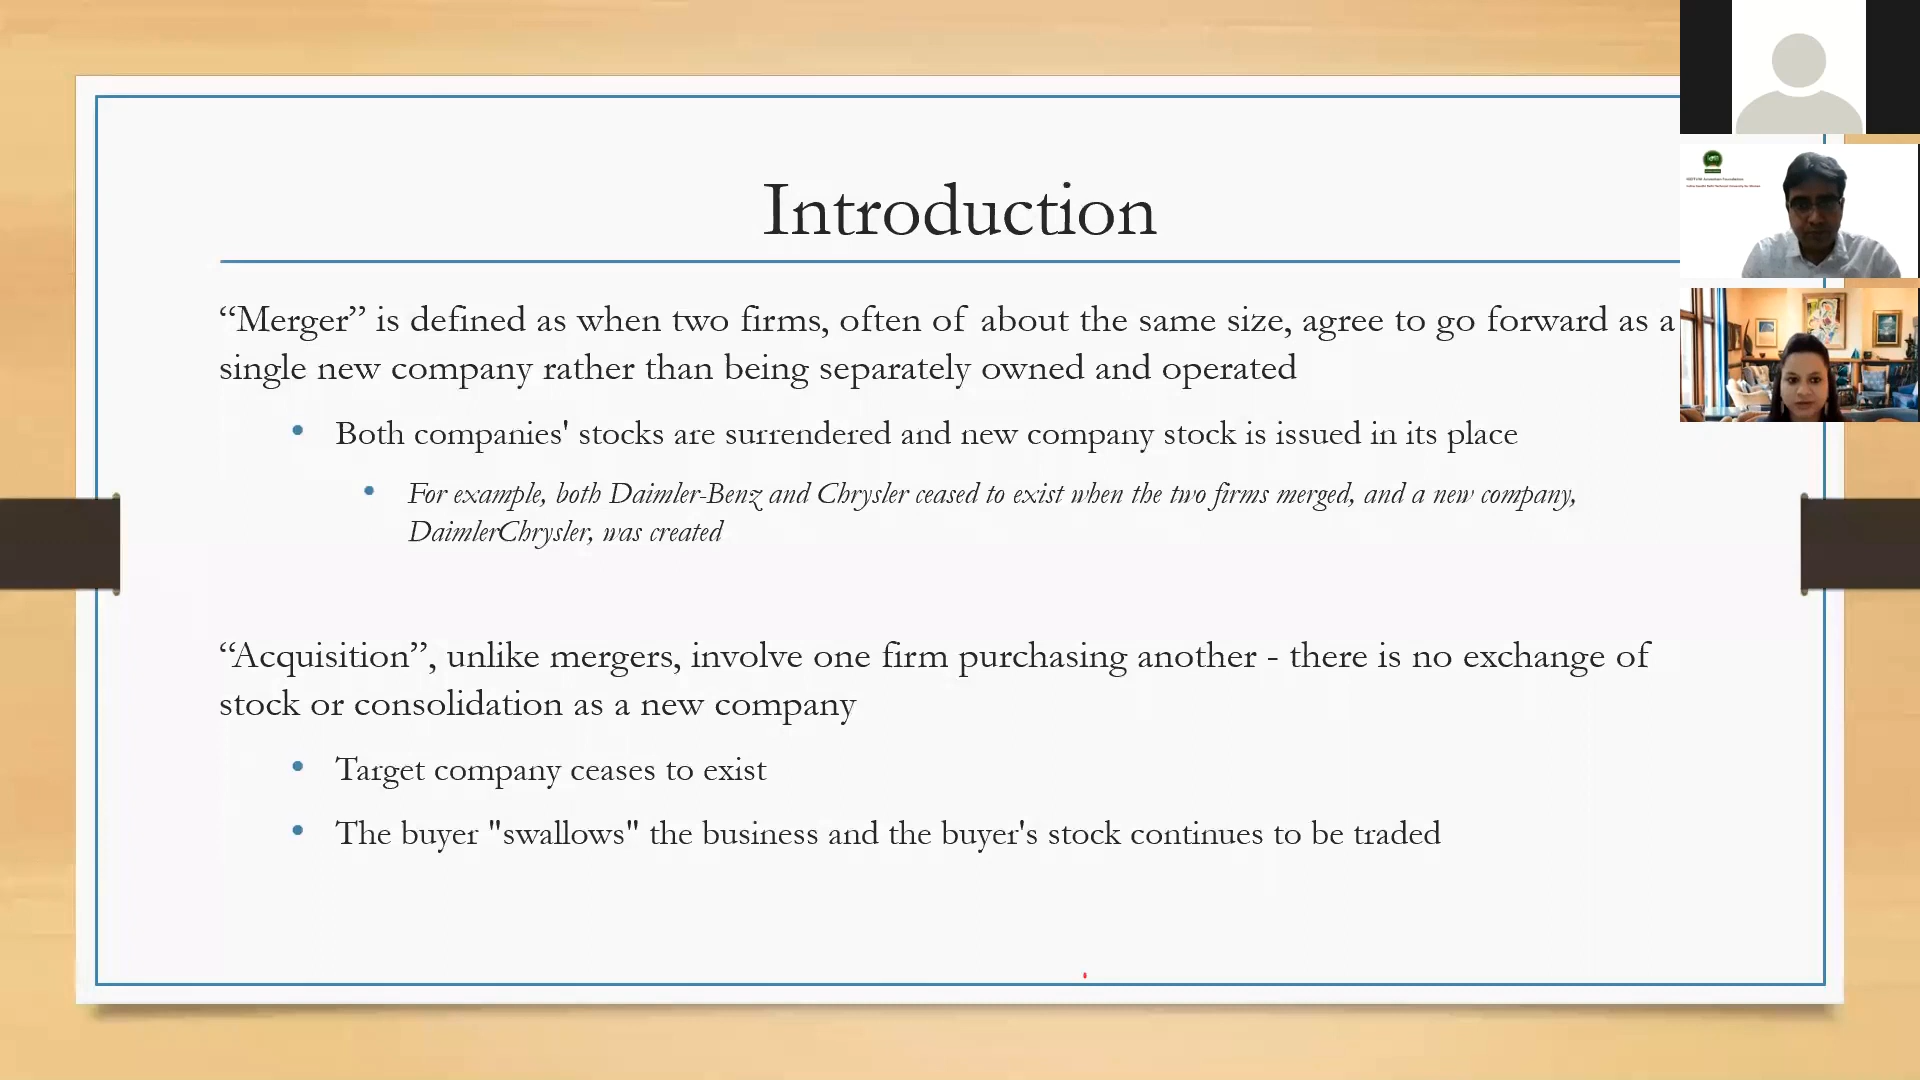 Introduction
“Merger” is defined as when two firms, often of about the same size, agree to go forward as a
single new company rather than being separately owned and operated
• Both companies' stocks are surrendered and new company stock is issued in its place
• For example, both Daimler-Benz and Chrysler ceased to exist when the two firms merged, and a new company,
DaimlerChrysler, was created
“Acquisition”, unlike mergers, involve one firm purchasing another - there is no exchange of
stock or consolidation as a new company
• Target company ceases to exist
• The buyer "swallows" the business and the buyer's stock continues to be traded